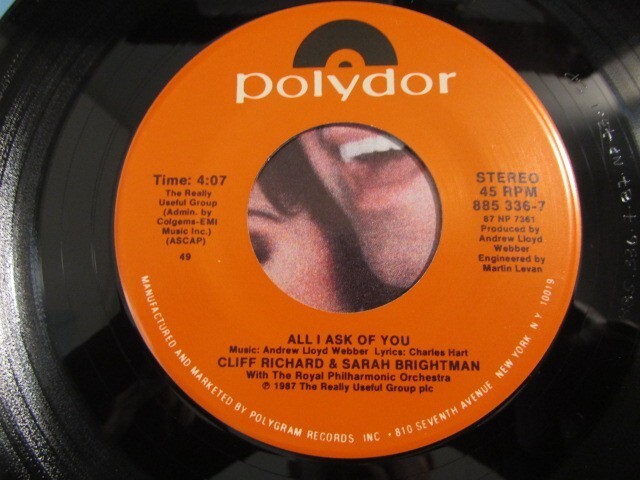 polydor
Time: 4:07
The Really
Useful Group
(Admin. by
Colgems-EMI
Music Inc.)
(ASCAP)
49
STEREO
45 RPM
885 336-7
87 NP 7361
Produced by
Andrew Lloyd
Webber
Engineered by
Martin Levan
ALL I ASK OF YOU
Music: Andrew Lloyd Webber Lyrics: Charles Hart
CLIFF RICHARD & SARAH BRIGHTMAN
With The Royal Philharmonic Orchestra
℗ 1987 The Really Useful Group plc
MANUFACTURED AND MARKETED BY POLYGRAM RECORDS INC • 810 SEVENTH AVENUE NEW YORK N.Y. 10019